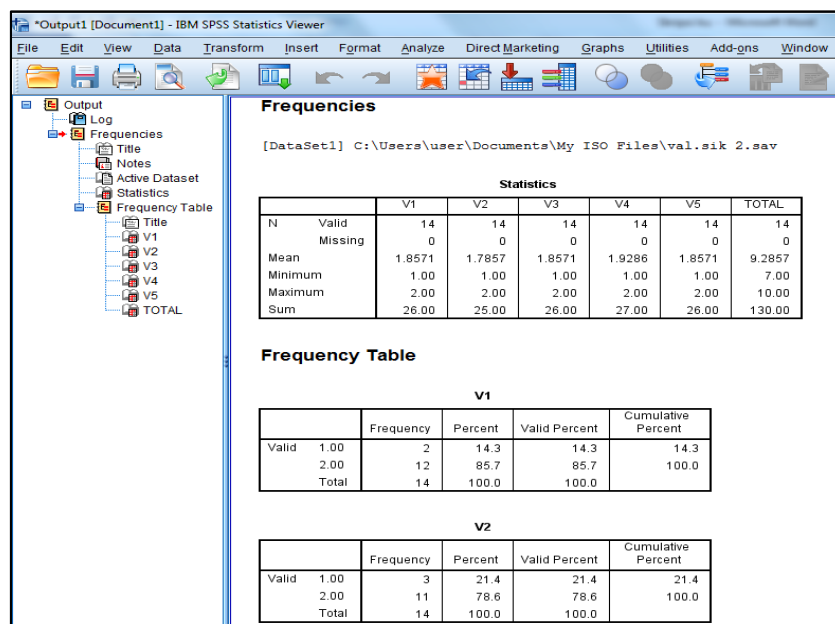 *Output1 [Document1] - IBM SPSS Statistics Viewer
File Edit View Data Transform Insert Format Analyze Direct Marketing Graphs Utilities Add-ons Window
Output
Log
Frequencies
Title
Notes
Active Dataset
Statistics
Frequency Table
Title
V1
V2
V3
V4
V5
TOTAL
Frequencies
[DataSet1] C:\Users\user\Documents\My ISO Files\val.sik 2.sav
Statistics
V1 V2 V3 V4 V5 TOTAL
N Valid 14 14 14 14 14 14
Missing 0 0 0 0 0 0
Mean 1.8571 1.7857 1.8571 1.9286 1.8571 9.2857
Minimum 1.00 1.00 1.00 1.00 1.00 7.00
Maximum 2.00 2.00 2.00 2.00 2.00 10.00
Sum 26.00 25.00 26.00 27.00 26.00 130.00
Frequency Table
V1
Frequency Percent Valid Percent Cumulative Percent
Valid 1.00 2 14.3 14.3 14.3
2.00 12 85.7 85.7 100.0
Total 14 100.0 100.0
V2
Frequency Percent Valid Percent Cumulative Percent
Valid 1.00 3 21.4 21.4 21.4
2.00 11 78.6 78.6 100.0
Total 14 100.0 100.0